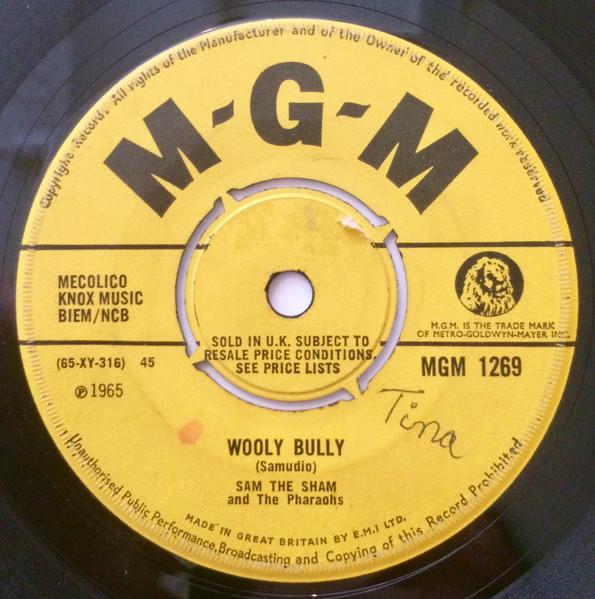 Copyright Record. All rights of the Manufacturer and of the Owner of the recorded work reserved
M-G-M
MECOLICO
KNOX MUSIC
BIEM/NCB
M.G.M. IS THE TRADE MARK
OF METRO-GOLDWYN-MAYER INC.
SOLD IN U.K. SUBJECT TO
RESALE PRICE CONDITIONS.
SEE PRICE LISTS
(65-XY-316) 45
MGM 1269
℗1965
Tina
WOOLY BULLY
(Samudio)
SAM THE SHAM
and The Pharaohs
MADE IN GREAT BRITAIN BY E.M.I LTD.
Unauthorised Public Performance, Broadcasting and Copying of this Record Prohibited